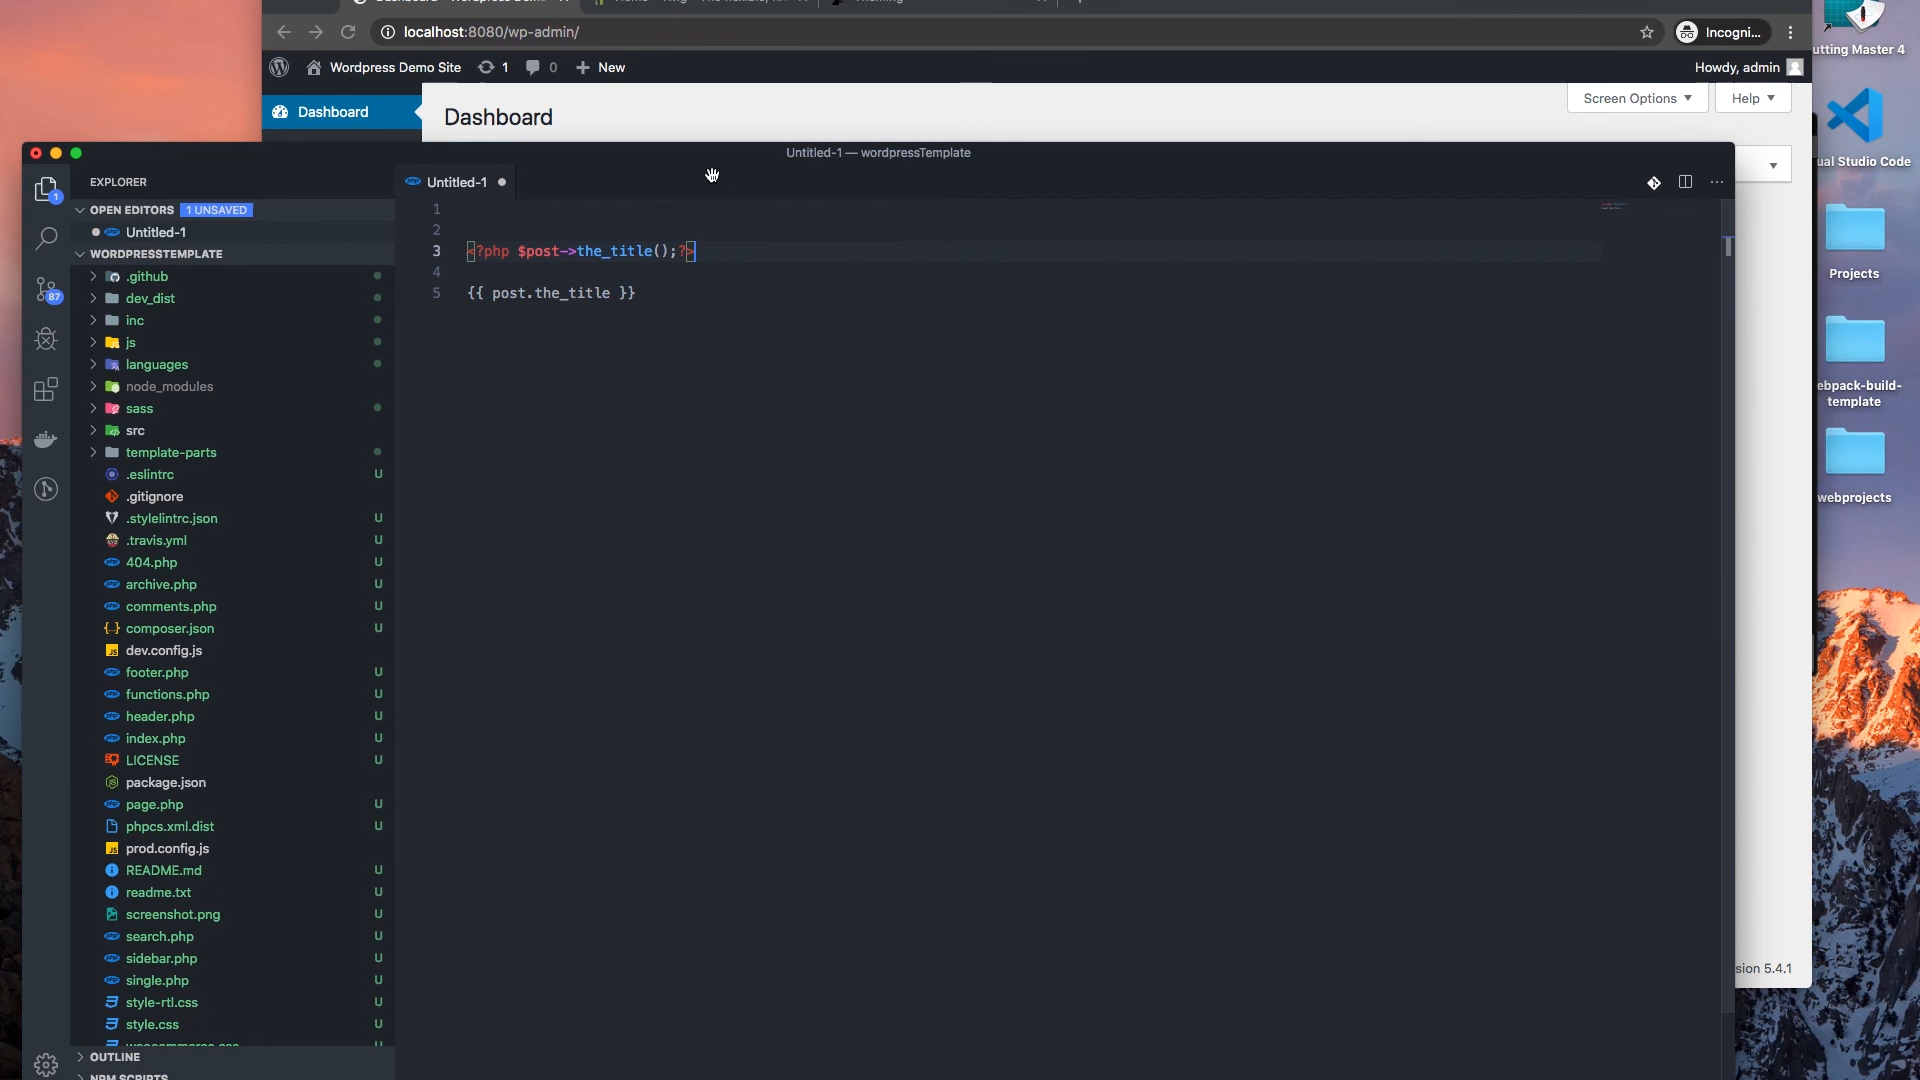 localhost:8080/wp-admin/
Incogni...
Wordpress Demo Site
1
0
New
Howdy, admin
Dashboard
Dashboard
Screen Options
Help
utting Master 4
ual Studio Code
Projects
ebpack-build-
template
webprojects
sion 5.4.1
Untitled-1 — wordpressTemplate
1
87
EXPLORER
OPEN EDITORS 1 UNSAVED
Untitled-1
WORDPRESSTEMPLATE
.github
dev_dist
inc
js
languages
node_modules
sass
src
template-parts
.eslintrc U
.gitignore
.stylelintrc.json U
.travis.yml U
404.php U
archive.php U
comments.php U
composer.json U
dev.config.js
footer.php U
functions.php U
header.php U
index.php U
LICENSE U
package.json
page.php U
phpcs.xml.dist U
prod.config.js
README.md U
readme.txt U
screenshot.png U
search.php U
sidebar.php U
single.php U
style-rtl.css U
style.css U
OUTLINE
NPM SCRIPTS
Untitled-1
1
2
3 <?php $post->the_title();?>
4
5 {{ post.the_title }}